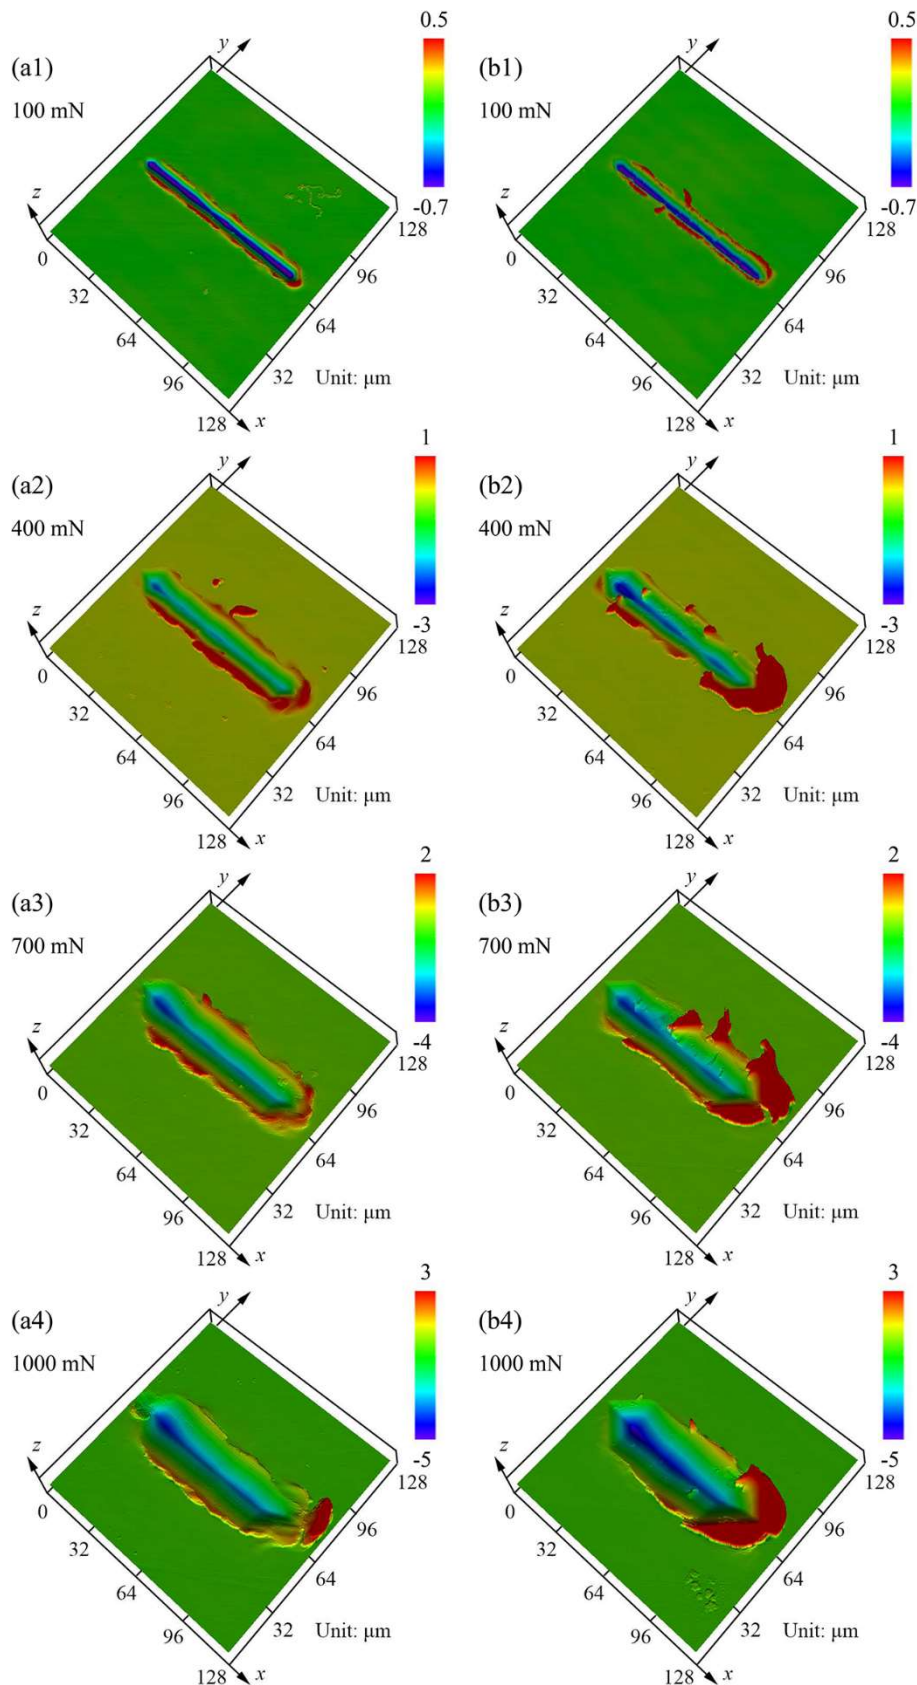 0.5
0.5
y
y
(a1)
(b1)
100 mN
100 mN
z
z
-0.7
-0.7
128
128
0
0
96
96
32
32
64
64
64
64
96
32
Unit: μm
96
32
Unit: μm
128
x
128
x
1
1
y
y
(a2)
(b2)
400 mN
400 mN
z
z
-3
-3
128
128
0
0
96
96
32
32
64
64
64
64
96
32
Unit: μm
96
32
Unit: μm
128
x
128
x
2
2
y
y
(a3)
(b3)
700 mN
700 mN
z
z
-4
-4
128
128
0
0
96
96
32
32
64
64
64
64
96
32
Unit: μm
96
32
Unit: μm
128
x
128
x
3
3
y
y
(a4)
(b4)
1000 mN
1000 mN
z
z
-5
-5
128
128
0
0
96
96
32
32
64
64
64
64
96
32
Unit: μm
96
32
Unit: μm
128
x
128
x